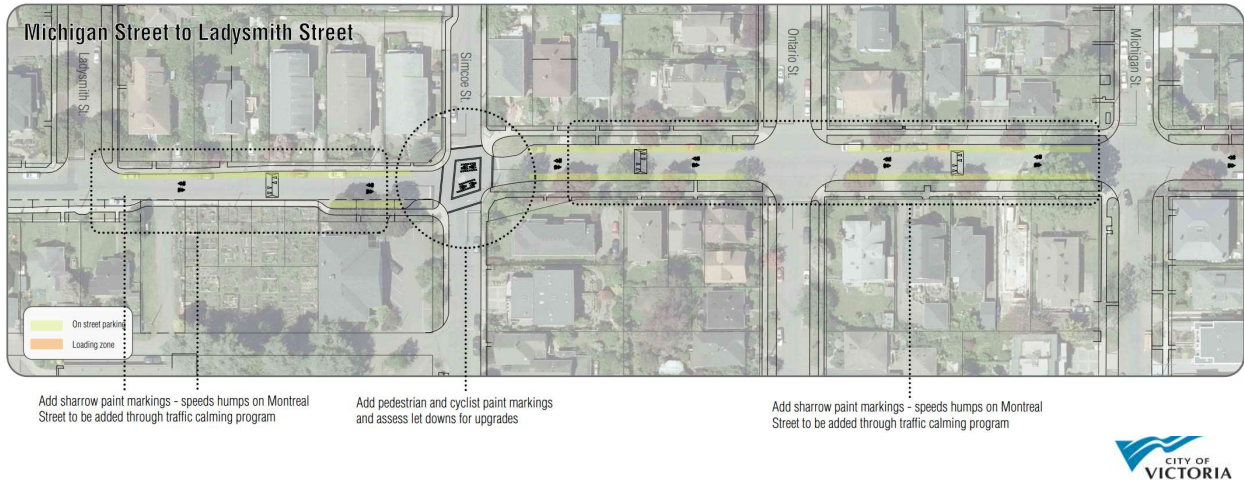 Michigan Street to Ladysmith Street
Ladysmith St.
Simcoe St.
Ontario St.
Michigan St.
On street parking
Loading zone
Add sharrow paint markings - speeds humps on Montreal
Street to be added through traffic calming program
Add pedestrian and cyclist paint markings
and assess let downs for upgrades
Add sharrow paint markings - speeds humps on Montreal
Street to be added through traffic calming program
CITY OF
VICTORIA